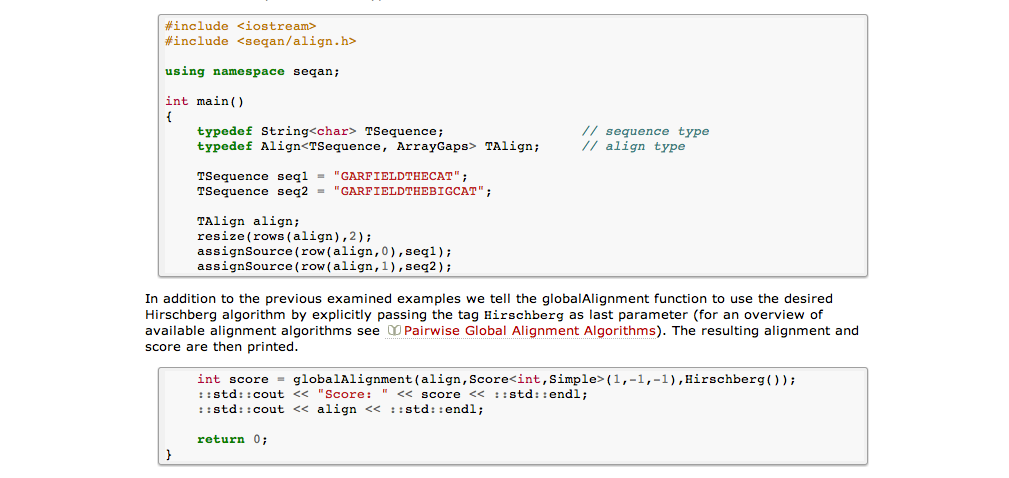 #include <iostream>
#include <seqan/align.h>
using namespace seqan;
int main()
{
typedef String<char> TSequence; // sequence type
typedef Align<TSequence, ArrayGaps> TAlign; // align type
TSequence seq1 = "GARFIELDTHECAT";
TSequence seq2 = "GARFIELDTHEBIGCAT";
TAlign align;
resize(rows(align),2);
assignSource(row(align,0),seq1);
assignSource(row(align,1),seq2);
In addition to the previous examined examples we tell the globalAlignment function to use the desired
Hirschberg algorithm by explicitly passing the tag Hirschberg as last parameter (for an overview of
available alignment algorithms see Pairwise Global Alignment Algorithms). The resulting alignment and
score are then printed.
int score = globalAlignment(align,Score<int,Simple>(1,-1,-1),Hirschberg());
::std::cout << "Score: " << score << ::std::endl;
::std::cout << align << ::std::endl;
return 0;
}